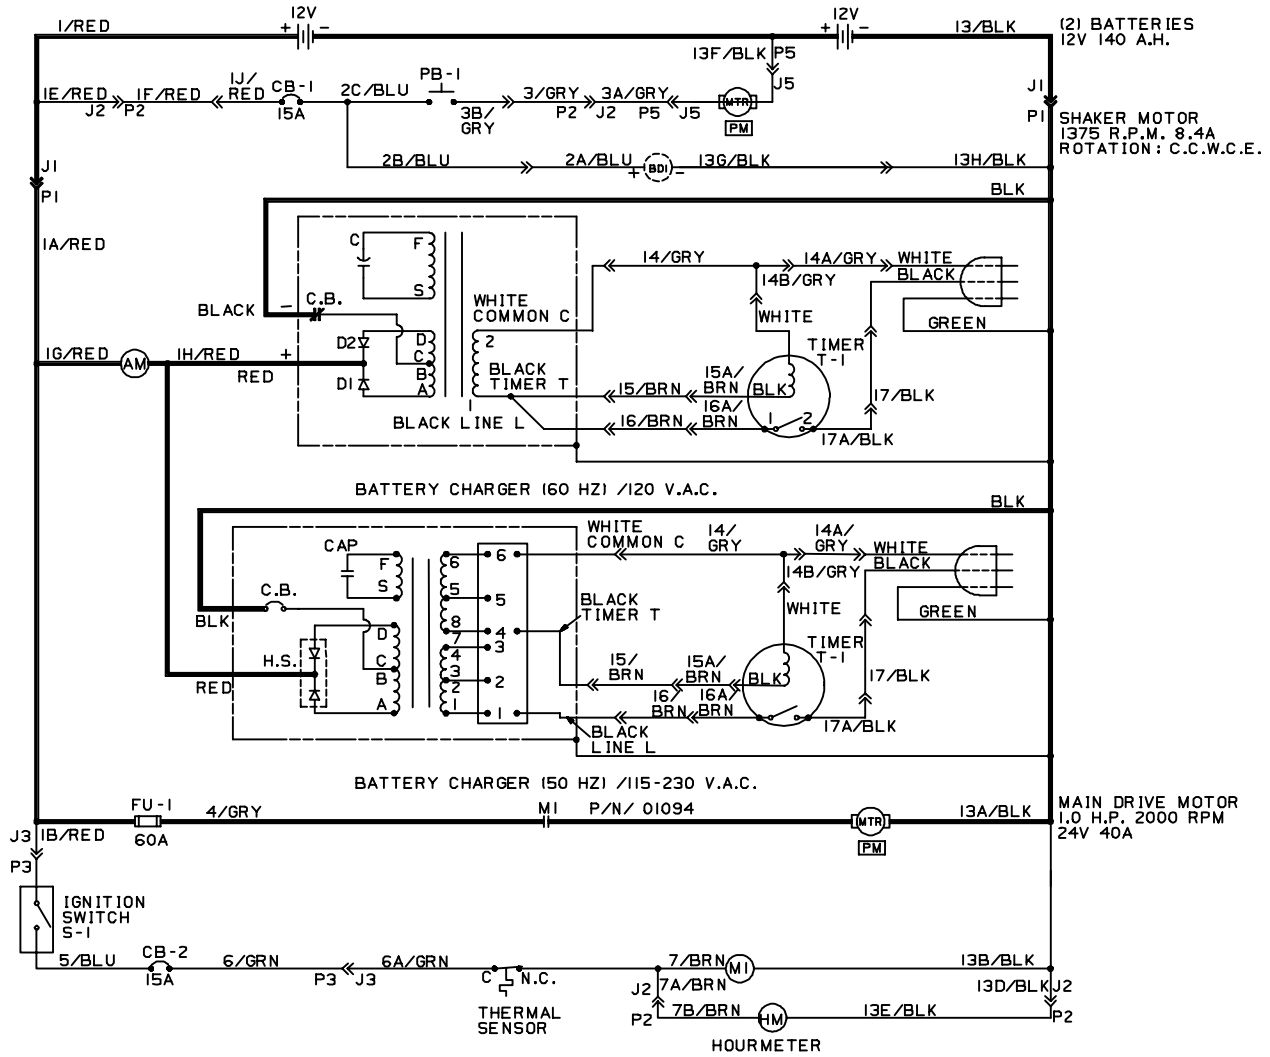 1/RED
+
12V
-
+
12V
-
13/BLK
(2) BATTERIES
12V 140 A.H.
13F/BLK
P5
J5
1E/RED
J2
P2
1F/RED
1J/
RED
CB-1
15A
2C/BLU
PB-1
3B/
GRY
3/GRY
P2
J2
3A/GRY
P5
J5
MTR
PM
J1
P1
SHAKER MOTOR
1375 R.P.M. 8.4A
ROTATION: C.C.W.C.E.
2B/BLU
2A/BLU
+
BDI
-
13G/BLK
13H/BLK
J1
P1
BLK
1A/RED
C
F
S
14/GRY
14A/GRY
WHITE
BLACK
14B/GRY
C.B.
BLACK
-
WHITE
COMMON C
WHITE
GREEN
1G/RED
AM
1H/RED
+
RED
D2
D1
D
C
B
A
2
BLACK
TIMER T
1
BLACK LINE L
15/BRN
15A/
BRN
BLK
TIMER
T-1
16/BRN
16A/
BRN
1
2
17/BLK
17A/BLK
BATTERY CHARGER (60 HZ) /120 V.A.C.
BLK
WHITE
COMMON C
14/
GRY
14A/
GRY
WHITE
BLACK
14B/GRY
CAP
F
S
6
5
8
7
4
3
2
1
6
5
4
3
2
1
C.B.
BLK
BLACK
TIMER T
WHITE
GREEN
H.S.
RED
D
C
B
A
15/
BRN
15A/
BRN
BLK
TIMER
T-1
16/
BRN
16A/
BRN
17/BLK
17A/BLK
BLACK
LINE L
BATTERY CHARGER (50 HZ) /115-230 V.A.C.
FU-1
60A
4/GRY
M1
P/N/ 01094
MTR
PM
13A/BLK
MAIN DRIVE MOTOR
1.0 H.P. 2000 RPM
24V 40A
J3
1B/RED
P3
IGNITION
SWITCH
S-1
5/BLU
CB-2
15A
6/GRN
P3
J3
6A/GRN
C
N.C.
THERMAL
SENSOR
7/BRN
M1
13B/BLK
J2
7A/BRN
13D/BLK
J2
P2
7B/BRN
HM
13E/BLK
P2
HOURMETER